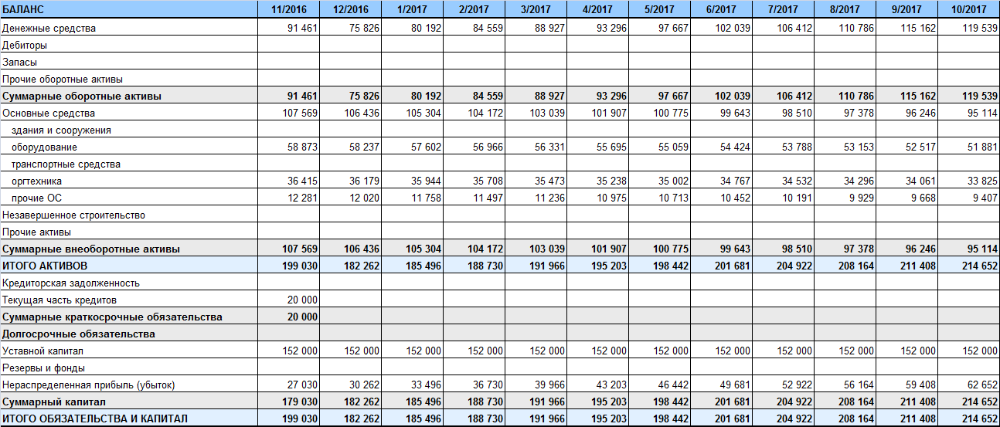 БАЛАНС 11/2016 12/2016 1/2017 2/2017 3/2017 4/2017 5/2017 6/2017 7/2017 8/2017 9/2017 10/2017
Денежные средства 91 461 75 826 80 192 84 559 88 927 93 296 97 667 102 039 106 412 110 786 115 162 119 539
Дебиторы
Запасы
Прочие оборотные активы
Суммарные оборотные активы 91 461 75 826 80 192 84 559 88 927 93 296 97 667 102 039 106 412 110 786 115 162 119 539
Основные средства 107 569 106 436 105 304 104 172 103 039 101 907 100 775 99 643 98 510 97 378 96 246 95 114
здания и сооружения
оборудование 58 873 58 237 57 602 56 966 56 331 55 695 55 059 54 424 53 788 53 153 52 517 51 881
транспортные средства
оргтехника 36 415 36 179 35 944 35 708 35 473 35 238 35 002 34 767 34 532 34 296 34 061 33 825
прочие ОС 12 281 12 020 11 758 11 497 11 236 10 975 10 713 10 452 10 191 9 929 9 668 9 407
Незавершенное строительство
Прочие активы
Суммарные внеоборотные активы 107 569 106 436 105 304 104 172 103 039 101 907 100 775 99 643 98 510 97 378 96 246 95 114
ИТОГО АКТИВОВ 199 030 182 262 185 496 188 730 191 966 195 203 198 442 201 681 204 922 208 164 211 408 214 652
Кредиторская задолженность
Текущая часть кредитов 20 000
Суммарные краткосрочные обязательства 20 000
Долгосрочные обязательства
Уставной капитал 152 000 152 000 152 000 152 000 152 000 152 000 152 000 152 000 152 000 152 000 152 000 152 000
Резервы и фонды
Нераспределенная прибыль (убыток) 27 030 30 262 33 496 36 730 39 966 43 203 46 442 49 681 52 922 56 164 59 408 62 652
Суммарный капитал 179 030 182 262 185 496 188 730 191 966 195 203 198 442 201 681 204 922 208 164 211 408 214 652
ИТОГО ОБЯЗАТЕЛЬСТВА И КАПИТАЛ 199 030 182 262 185 496 188 730 191 966 195 203 198 442 201 681 204 922 208 164 211 408 214 652